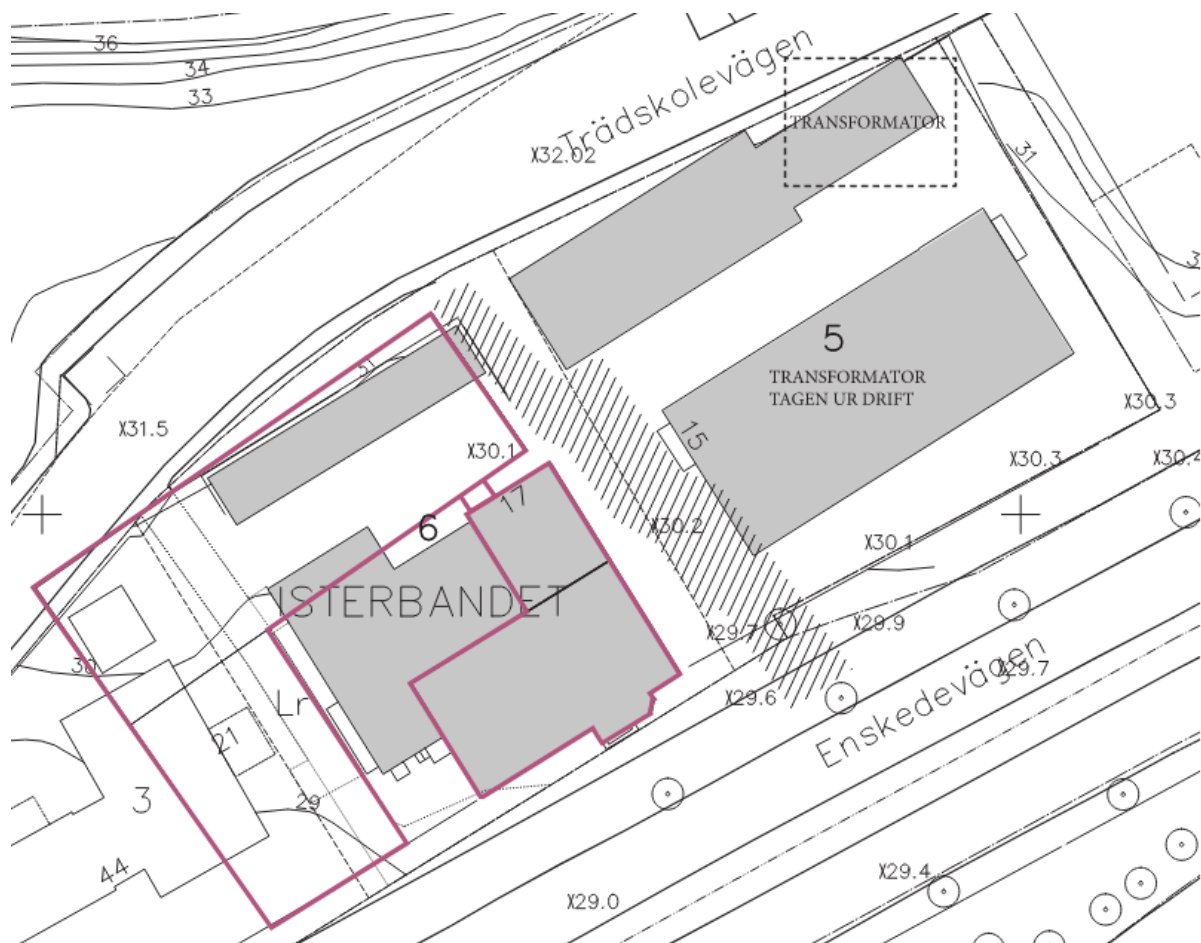 36
34
33
Trädskolevägen
X32.02
TRANSFORMATOR
31
5
TRANSFORMATOR
TAGEN UR DRIFT
31
X31.5
X30.1
15
X30.3
X30.3
17
6
X30.2
X30.1
ISTERBANDET
X29.7
X29.9
30
Lr
X29.6
X29.7
Enskedevägen
21
29
3
44
X29.4
X29.0